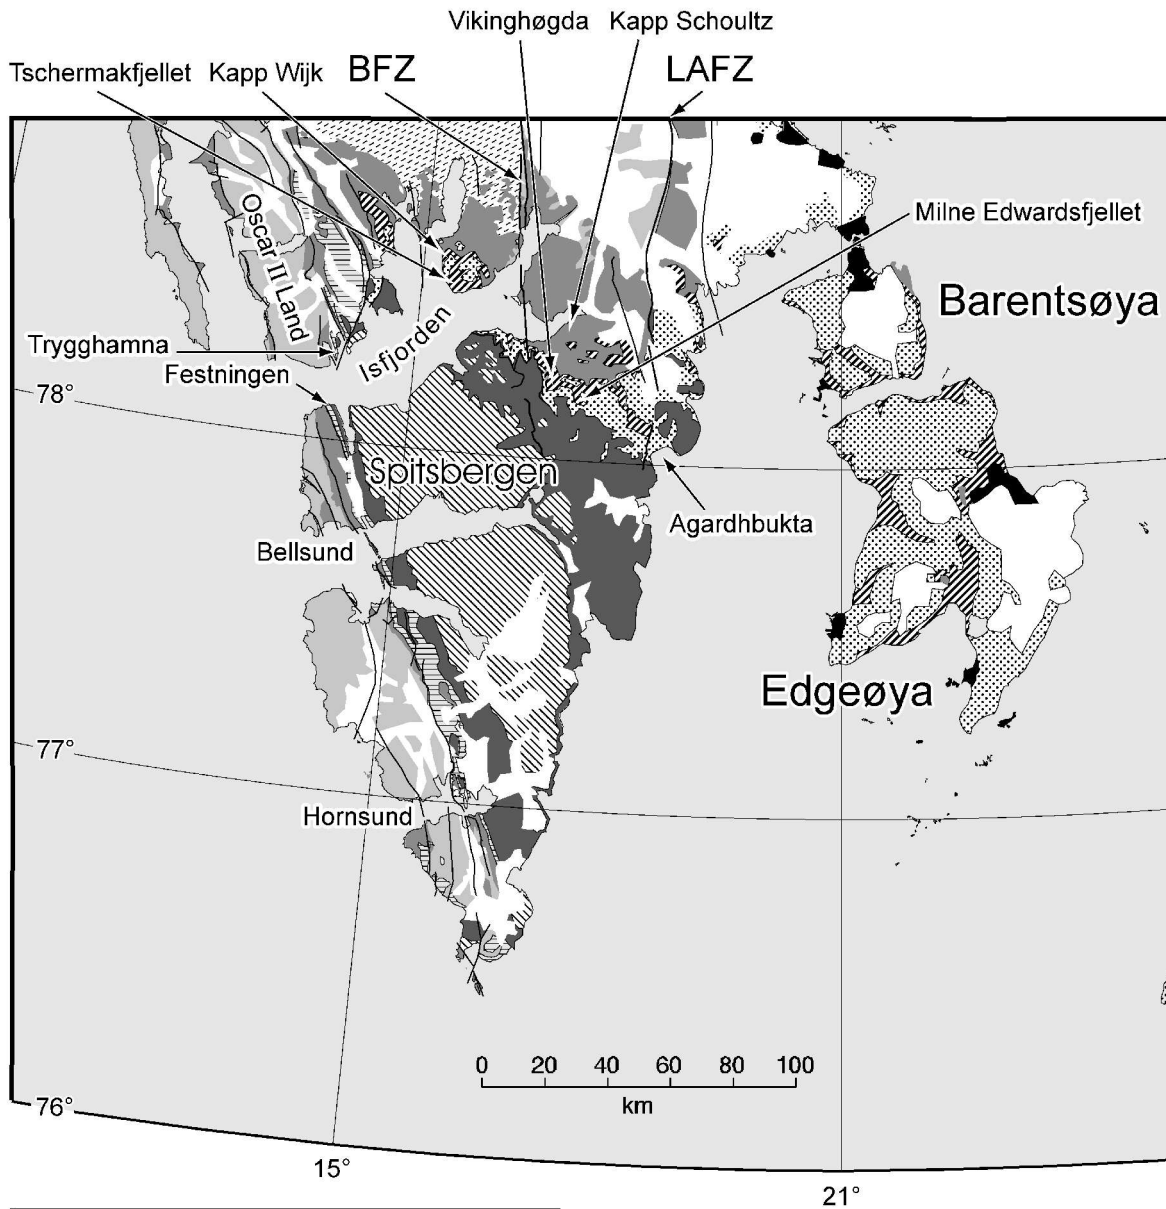 Vikinghøgda Kapp Schoultz
Tschermakfjellet Kapp Wijk BFZ LAFZ
Milne Edwardsfjellet
Oscar II Land
Barentsøya
Isfjorden
Trygghamna
Festningen
78°
Spitsbergen
Agardhbukta
Bellsund
Edgeøya
77°
Hornsund
0 20 40 60 80 100
km
76°
15°
21°